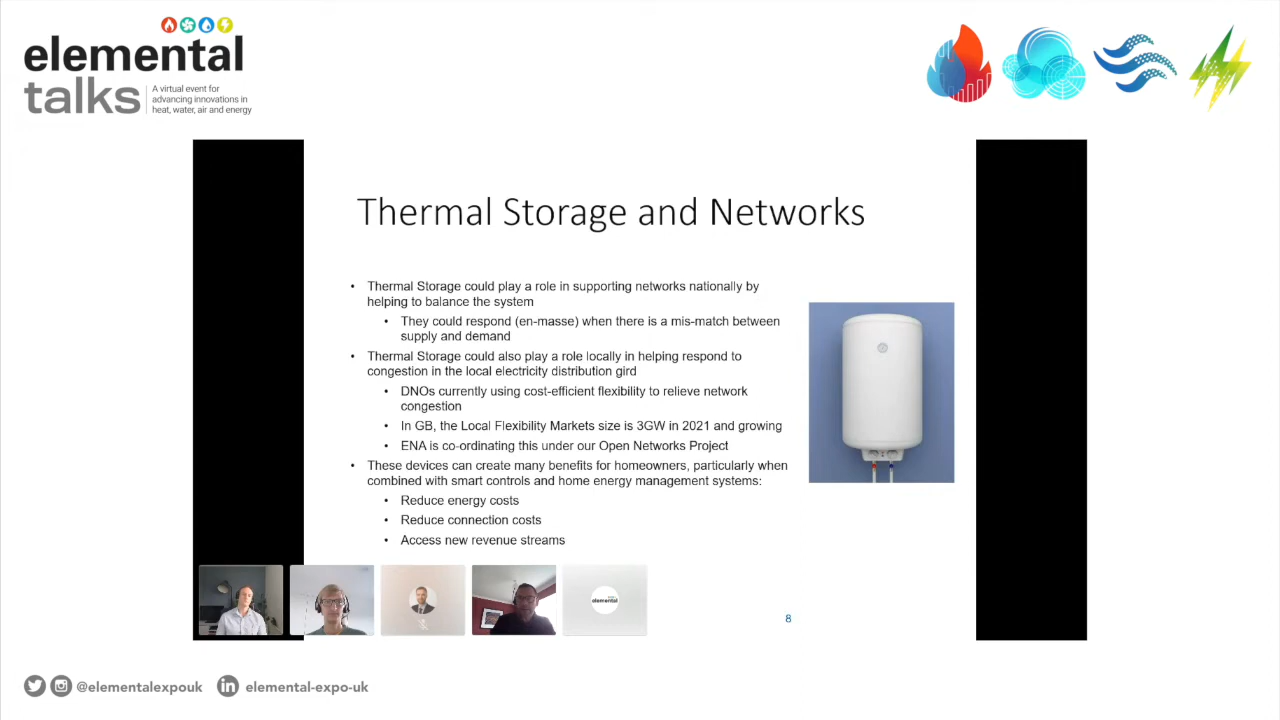 elemental
talks
A virtual event for
advancing innovations in
heat, water, air and energy
Thermal Storage and Networks
• Thermal Storage could play a role in supporting networks nationally by
helping to balance the system
• They could respond (en-masse) when there is a mis-match between
supply and demand
• Thermal Storage could also play a role locally in helping respond to
congestion in the local electricity distribution gird
• DNOs currently using cost-efficient flexibility to relieve network
congestion
• In GB, the Local Flexibility Markets size is 3GW in 2021 and growing
• ENA is co-ordinating this under our Open Networks Project
• These devices can create many benefits for homeowners, particularly when
combined with smart controls and home energy management systems:
• Reduce energy costs
• Reduce connection costs
• Access new revenue streams
elemental
8
@elementalexpouk
in elemental-expo-uk